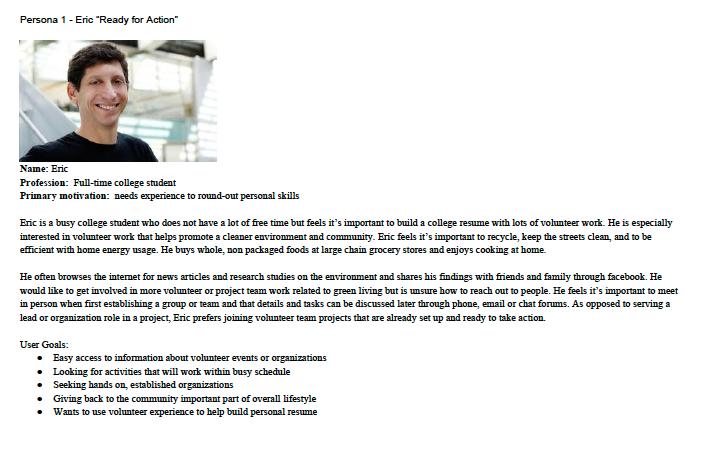 Persona 1 - Eric "Ready for Action"
Name: Eric
Profession: Full-time college student
Primary motivation: needs experience to round-out personal skills
Eric is a busy college student who does not have a lot of free time but feels it's important to build a college resume with lots of volunteer work. He is especially
interested in volunteer work that helps promote a cleaner environment and community. Eric feels it's important to recycle, keep the streets clean, and to be
efficient with home energy usage. He buys whole, non packaged foods at large chain grocery stores and enjoys cooking at home.
He often browses the internet for news articles and research studies on the environment and shares his findings with friends and family through facebook. He
would like to get involved in more volunteer or project team work related to green living but is unsure how to reach out to people. He feels it's important to meet
in person when first establishing a group or team and that details and tasks can be discussed later through phone, email or chat forums. As opposed to serving a
lead or organization role in a project, Eric prefers joining volunteer team projects that are already set up and ready to take action.
User Goals:
• Easy access to information about volunteer events or organizations
• Looking for activities that will work within busy schedule
• Seeking hands on, established organizations
• Giving back to the community important part of overall lifestyle
• Wants to use volunteer experience to help build personal resume